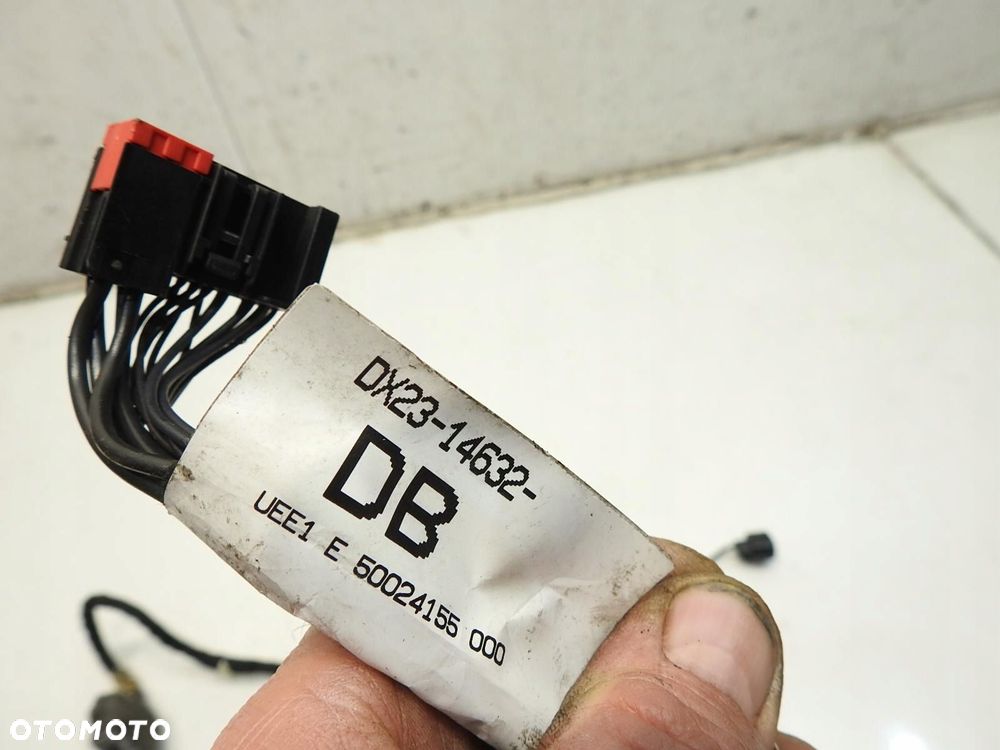 DX23-14632-
DB
UEE1 E 50024155 000
OTOMOTO